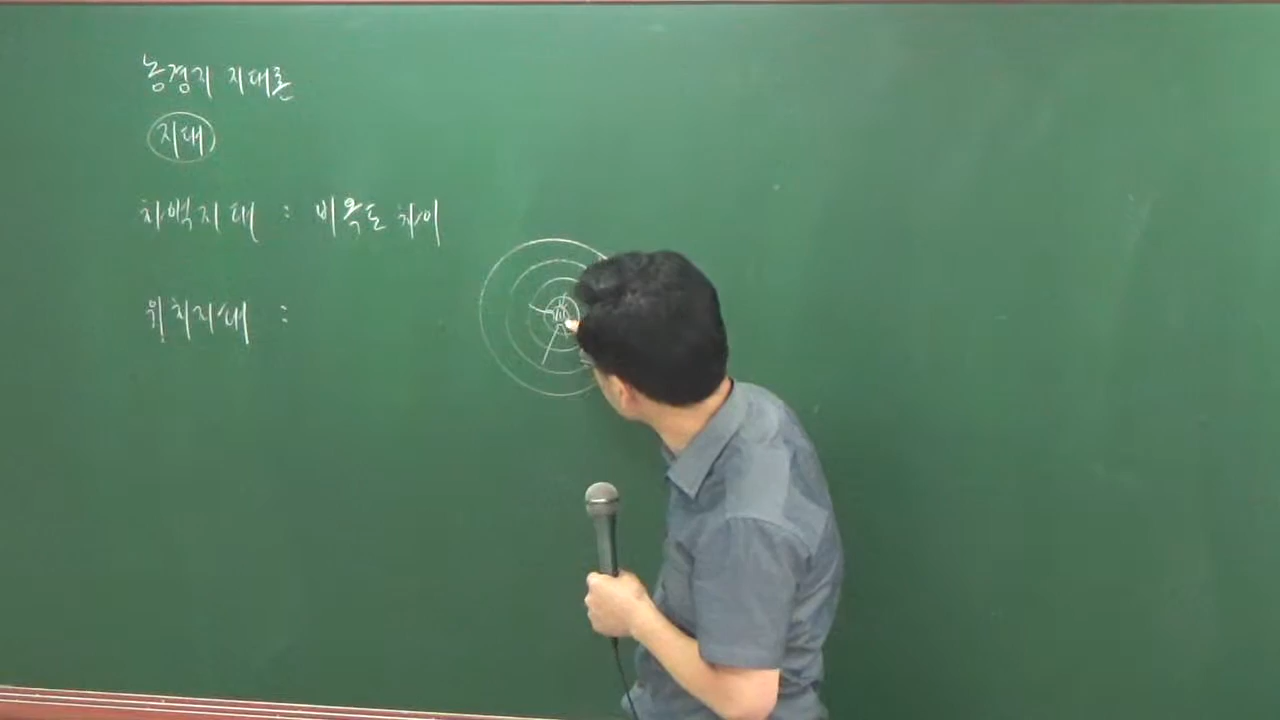 농경지 지대론
지대
차액지대 : 비옥도 차이
위치지대 :